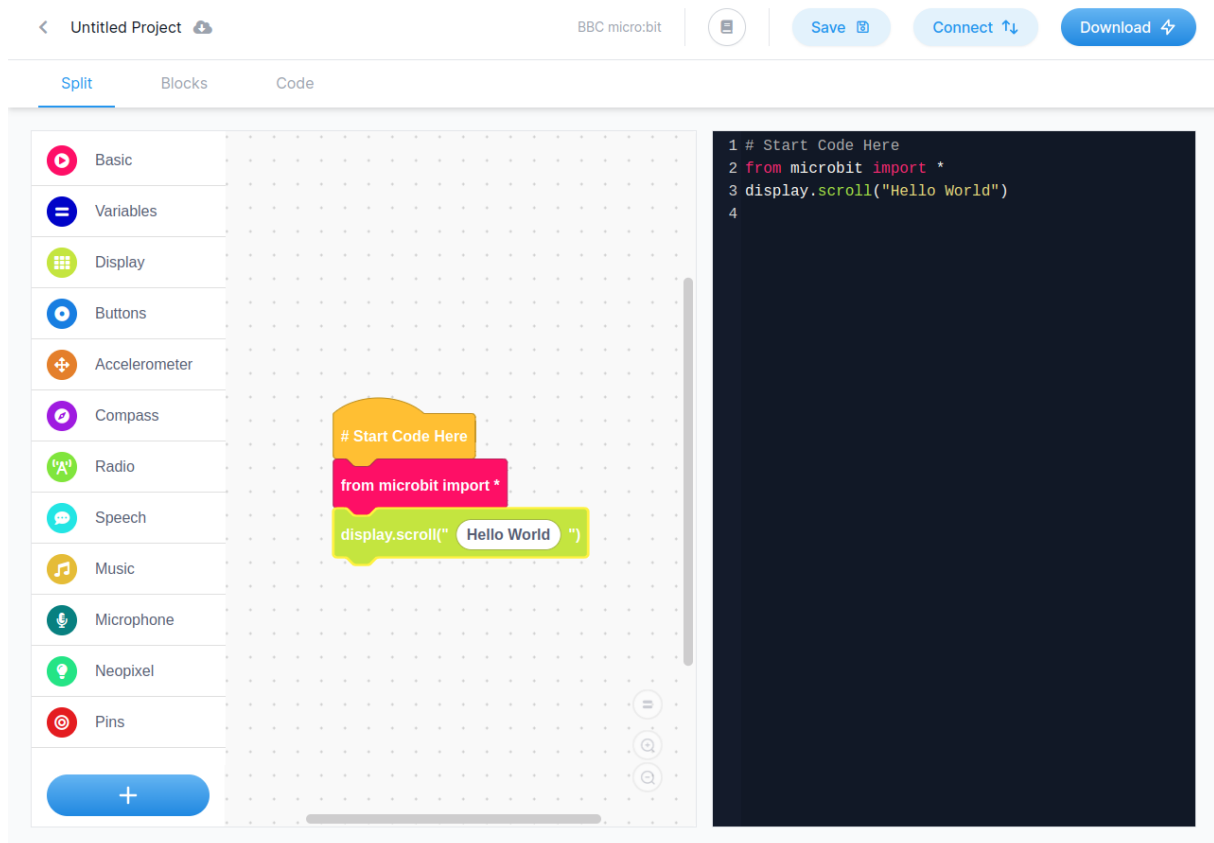 Untitled Project
BBC micro:bit
Save
Connect
Download
Split
Blocks
Code
Basic
Variables
Display
Buttons
Accelerometer
Compass
Radio
Speech
Music
Microphone
Neopixel
Pins
+
# Start Code Here
from microbit import *
display.scroll(" Hello World ")
1 # Start Code Here
2 from microbit import *
3 display.scroll("Hello World")
4